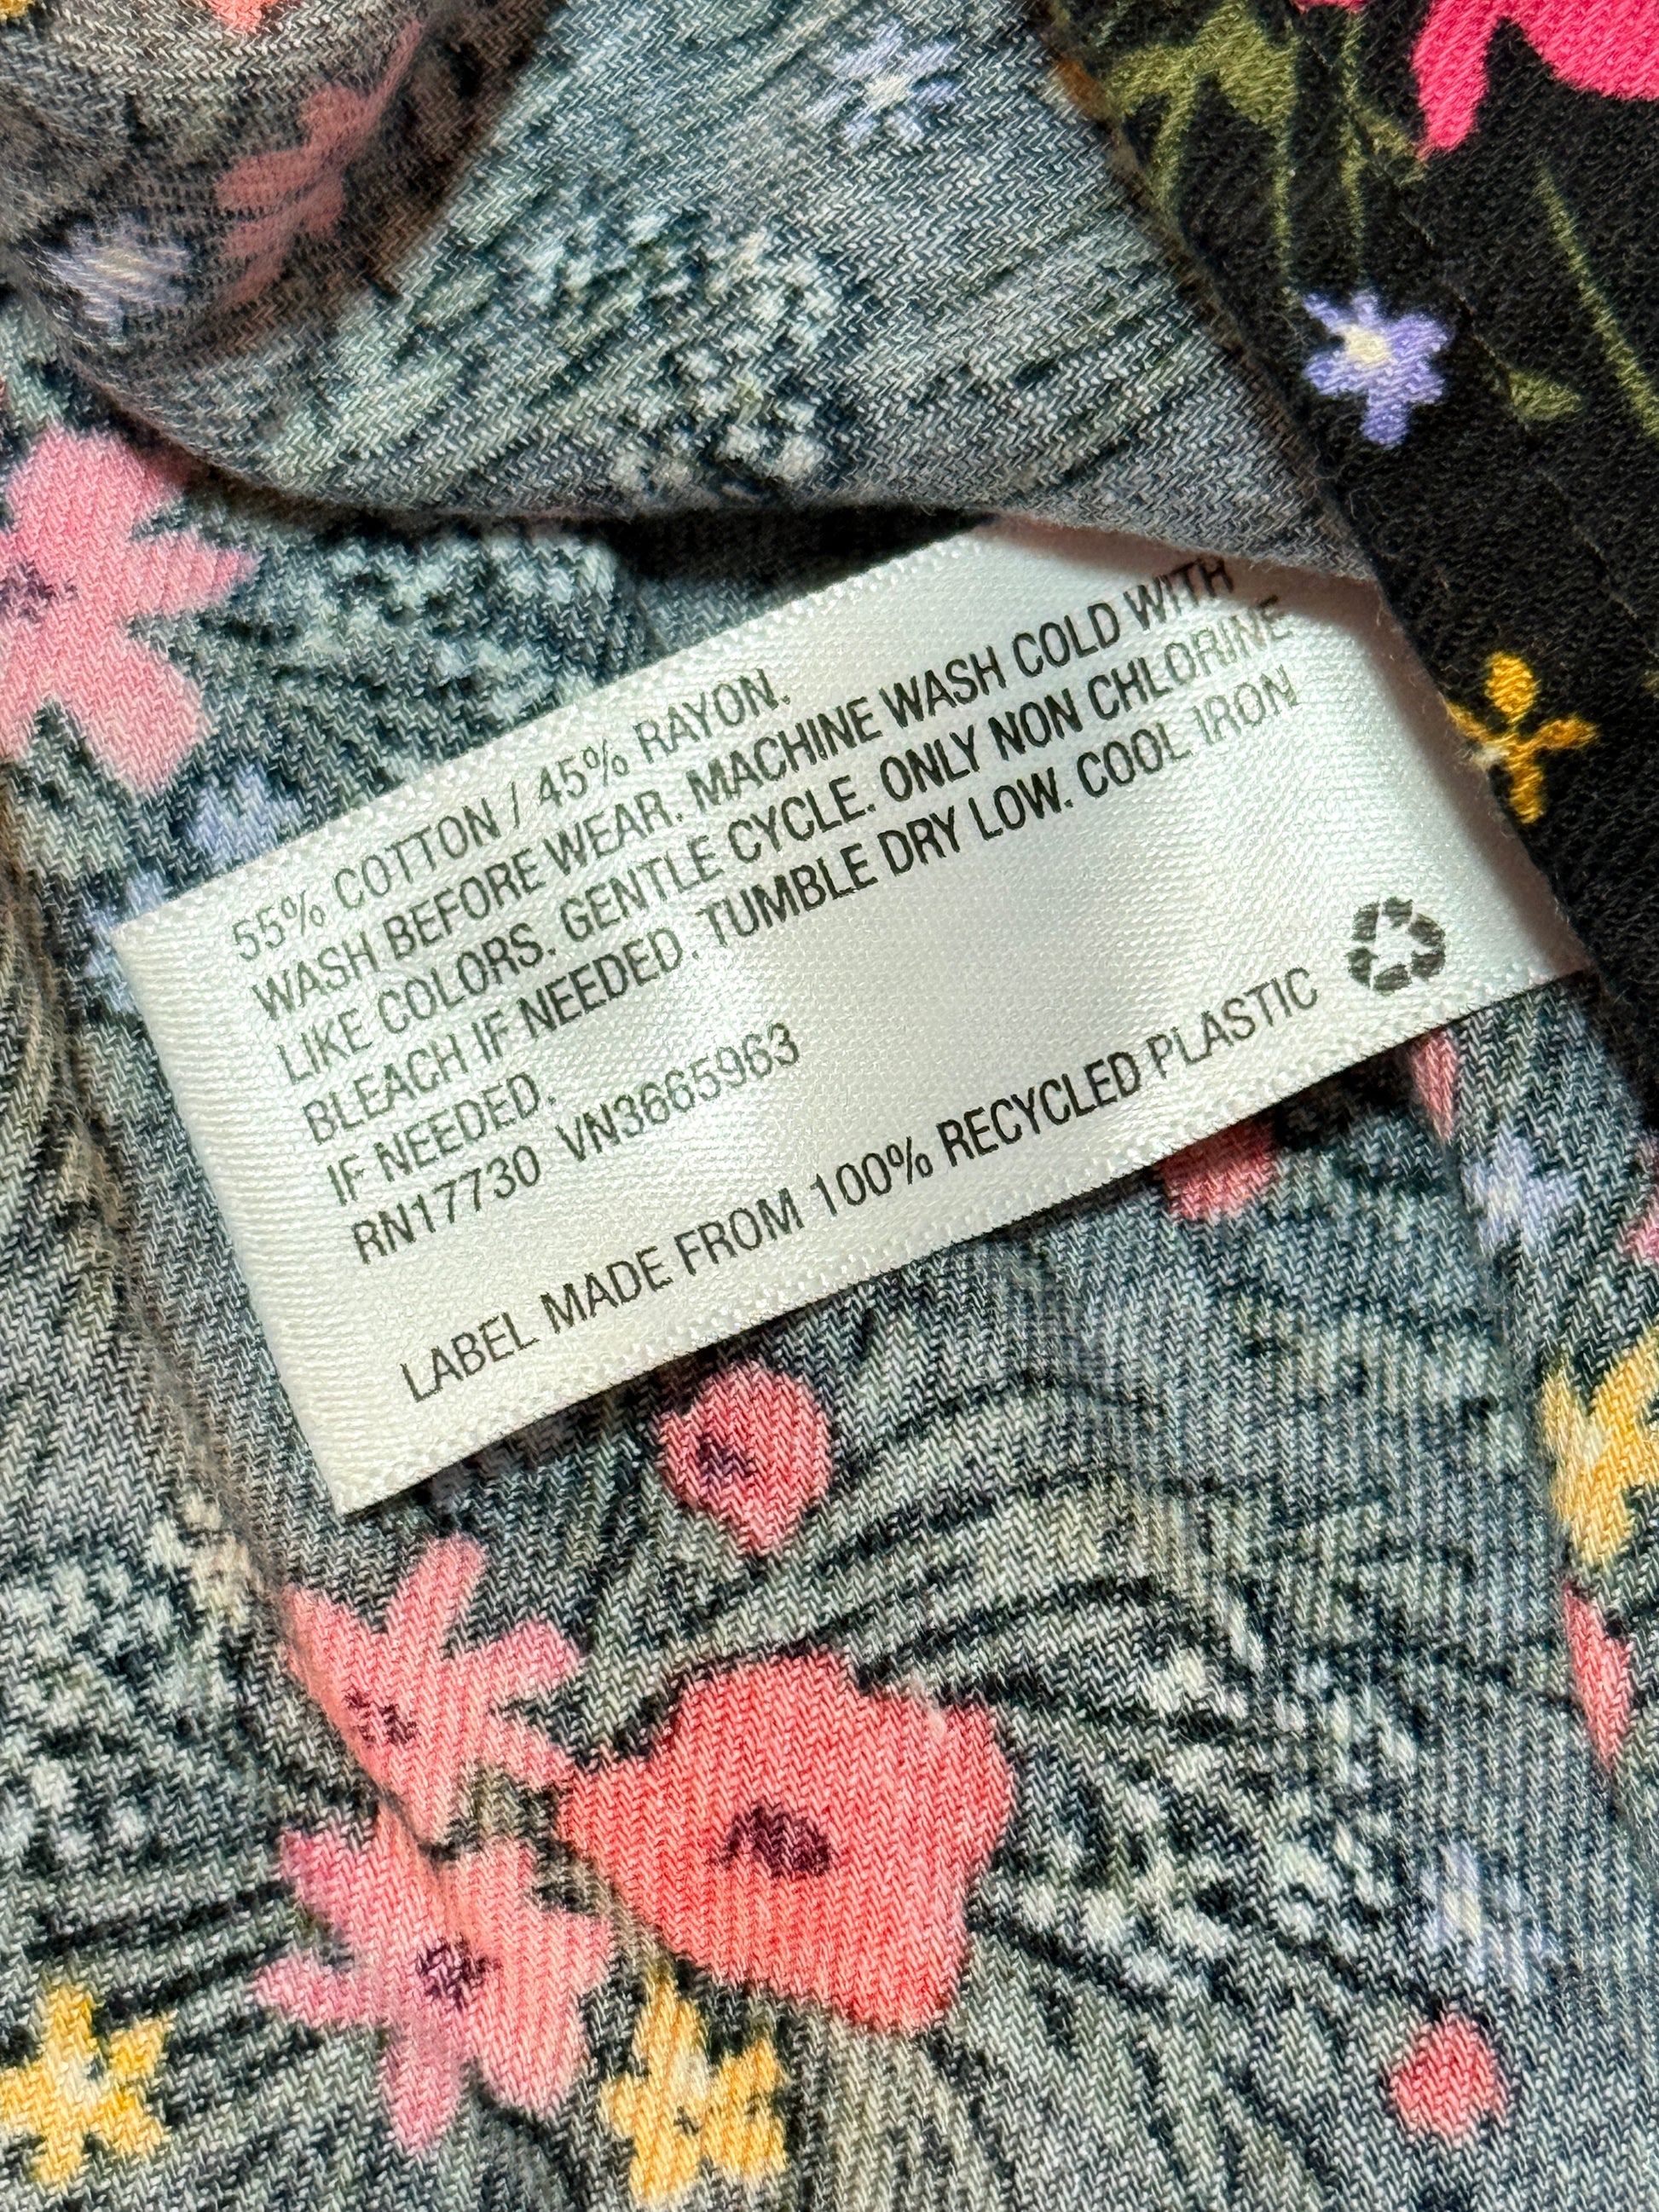 55% COTTON / 45% RAYON.
WASH BEFORE WEAR. MACHINE WASH COLD WITH
LIKE COLORS. GENTLE CYCLE. ONLY NON CHLORINE
BLEACH IF NEEDED. TUMBLE DRY LOW. COOL IRON
IF NEEDED.
RN17730 VN3665963
LABEL MADE FROM 100% RECYCLED PLASTIC